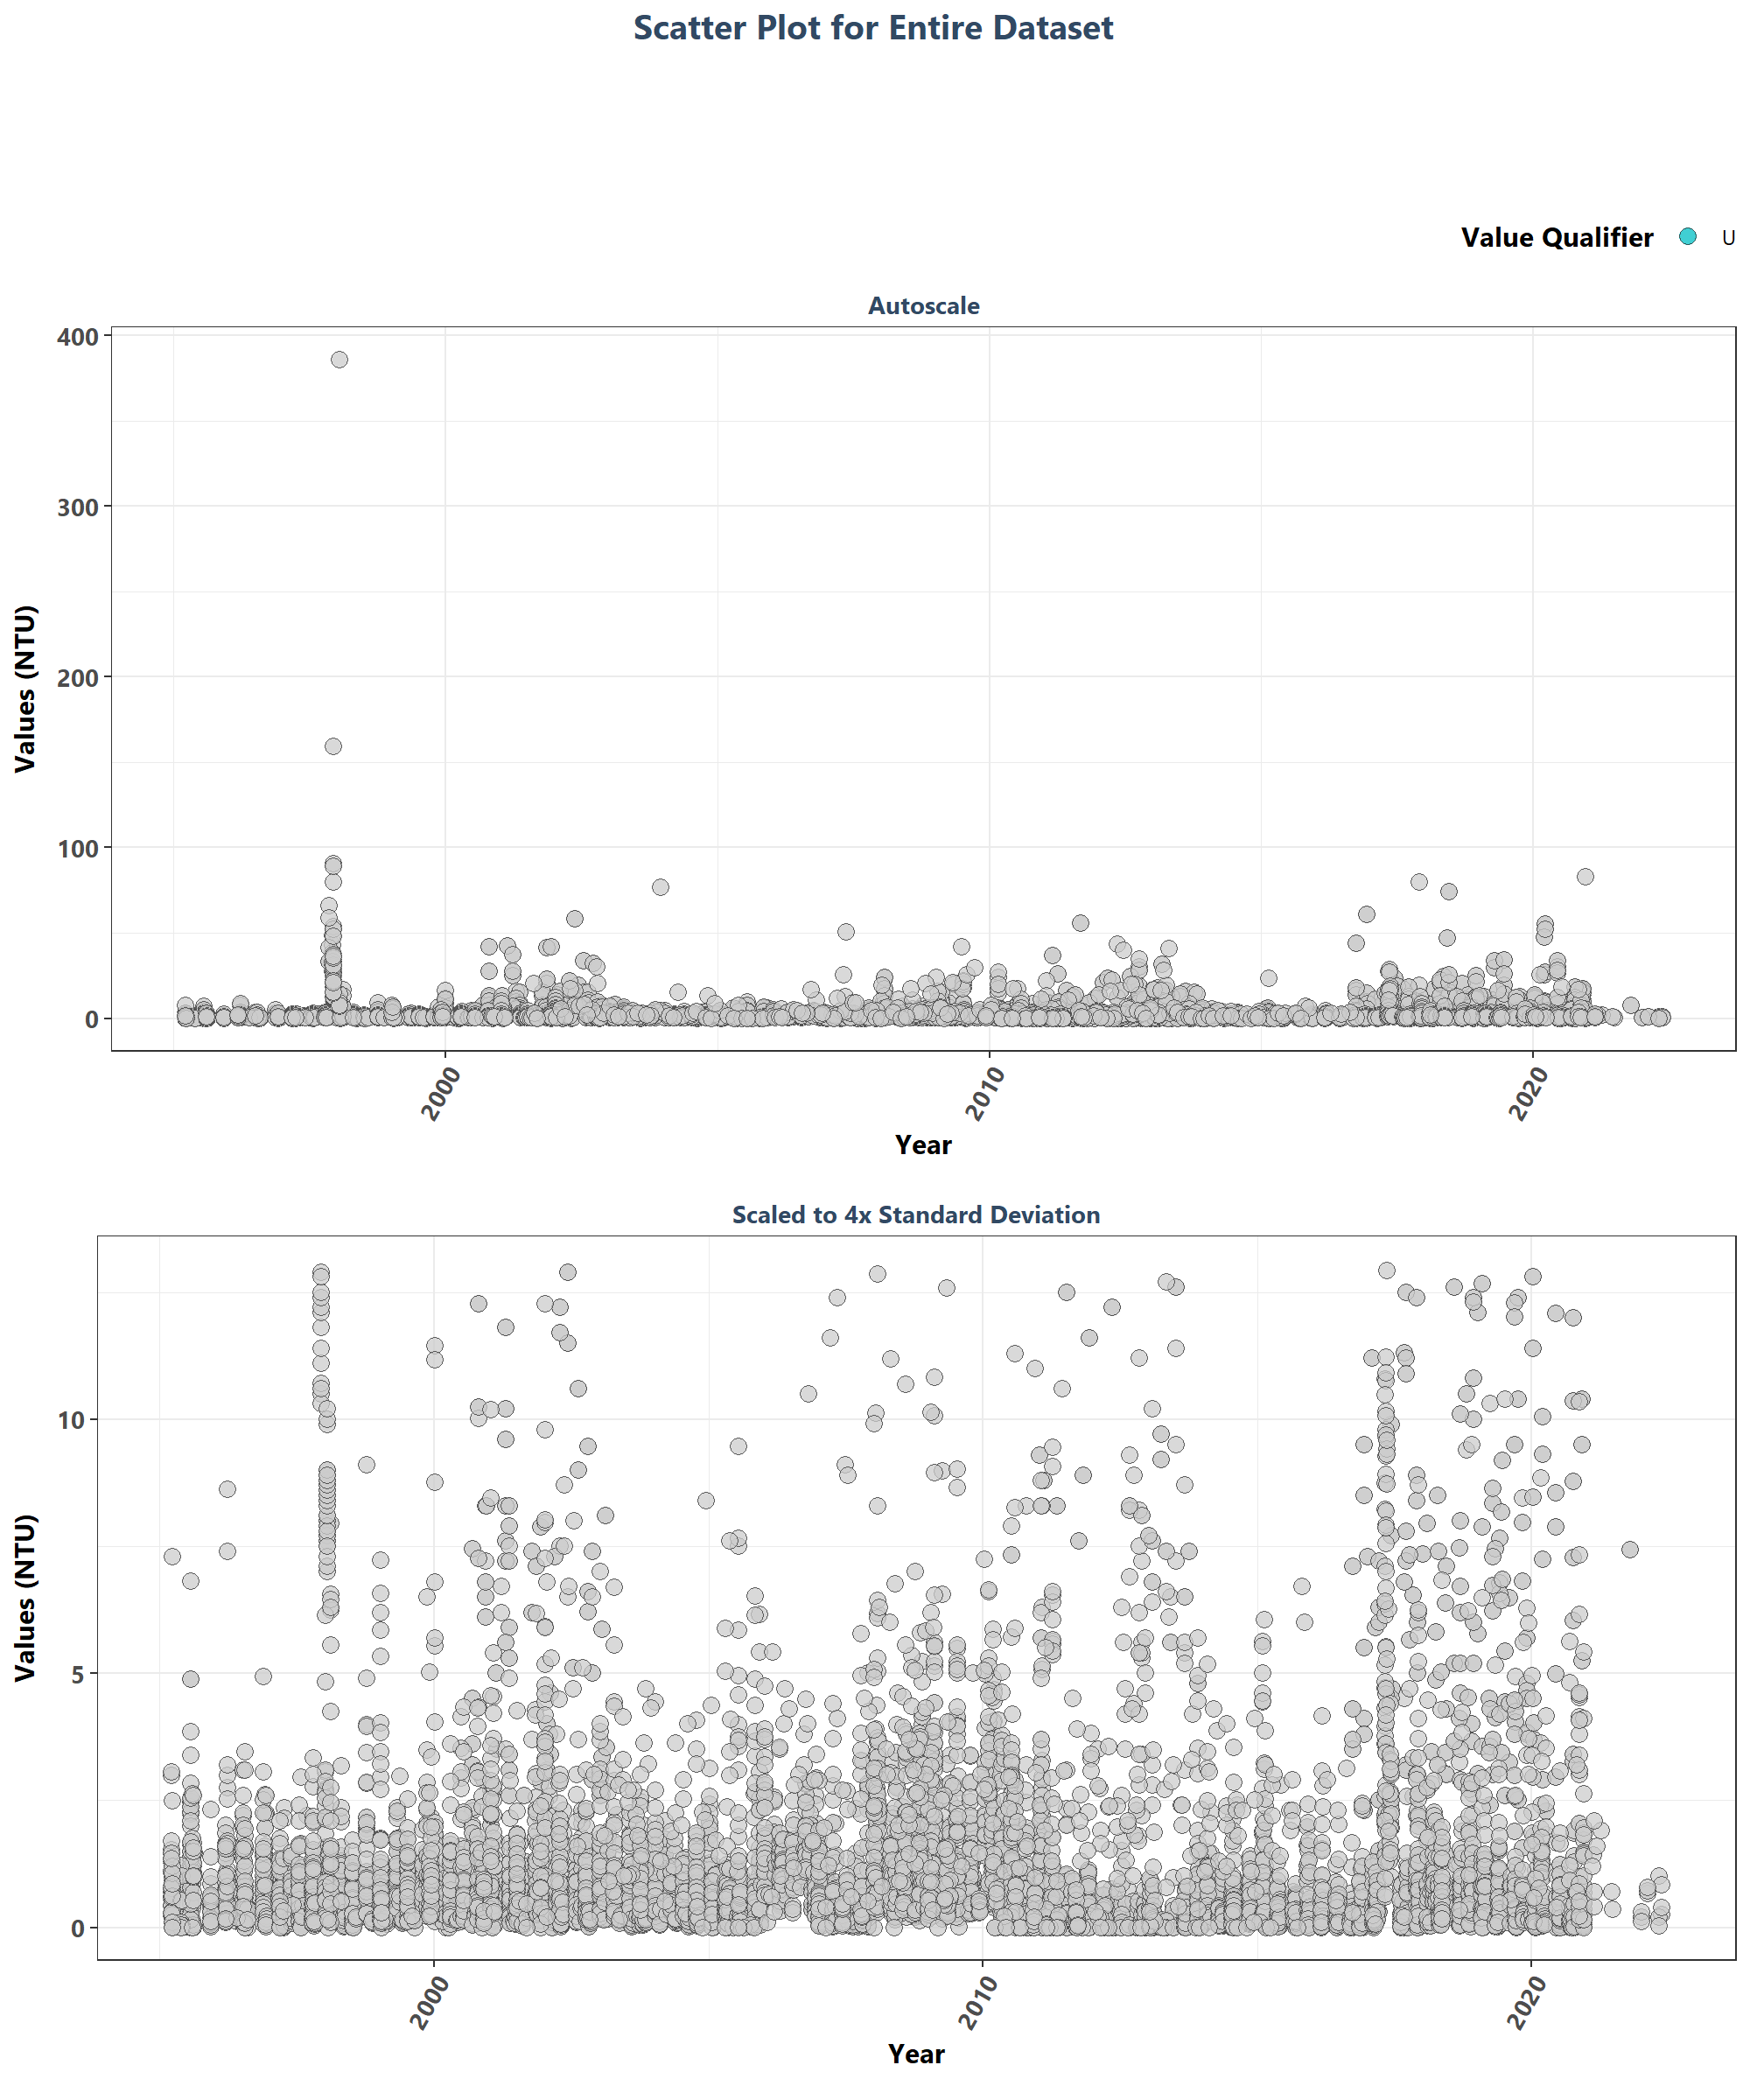 Scatter Plot for Entire Dataset
Value Qualifier U
Autoscale
400
300
200
100
0
Values (NTU)
2000 2010 2020
Year
Scaled to 4x Standard Deviation
10
5
0
Values (NTU)
2000 2010 2020
Year